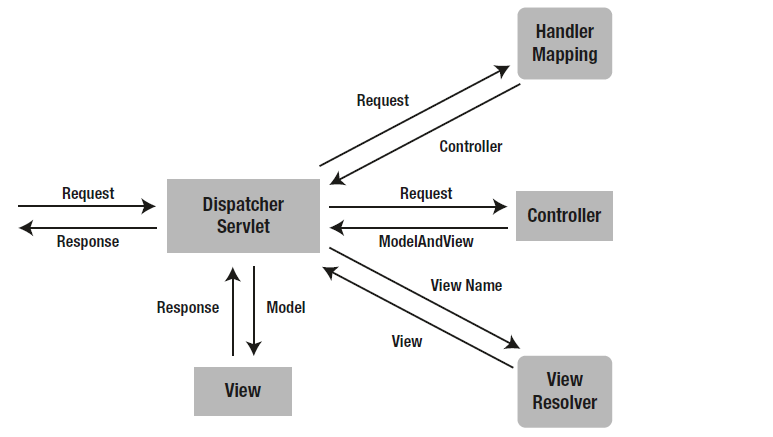 Handler
Mapping
Request
Controller
Request
Response
Dispatcher
Servlet
Request
ModelAndView
Controller
View Name
View
Response
Model
View
View
Resolver